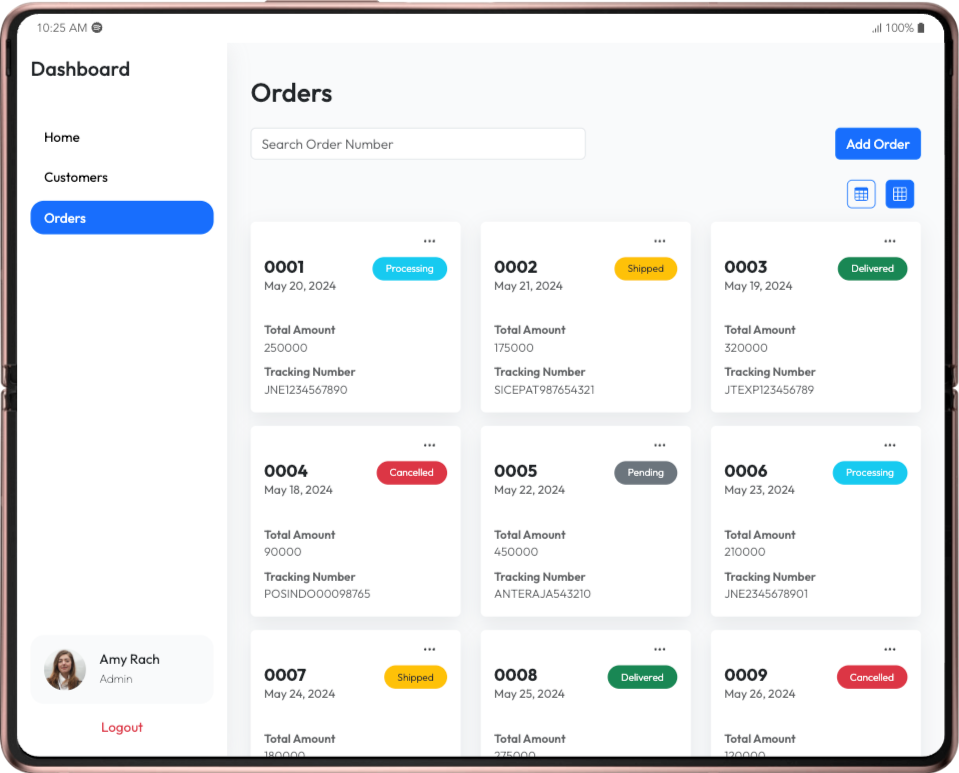 10:25 AM
100%
Dashboard
Home
Customers
Orders
Amy Rach
Admin
Logout
Orders
Search Order Number
Add Order
0001
Processing
May 20, 2024
Total Amount
250000
Tracking Number
JNE1234567890
0002
Shipped
May 21, 2024
Total Amount
175000
Tracking Number
SICEPAT987654321
0003
Delivered
May 19, 2024
Total Amount
320000
Tracking Number
JTEXP123456789
0004
Cancelled
May 18, 2024
Total Amount
90000
Tracking Number
POSINDO00098765
0005
Pending
May 22, 2024
Total Amount
450000
Tracking Number
ANTERAJA543210
0006
Processing
May 23, 2024
Total Amount
210000
Tracking Number
JNE2345678901
0007
Shipped
May 24, 2024
Total Amount
180000
0008
Delivered
May 25, 2024
Total Amount
275000
0009
Cancelled
May 26, 2024
Total Amount
120000